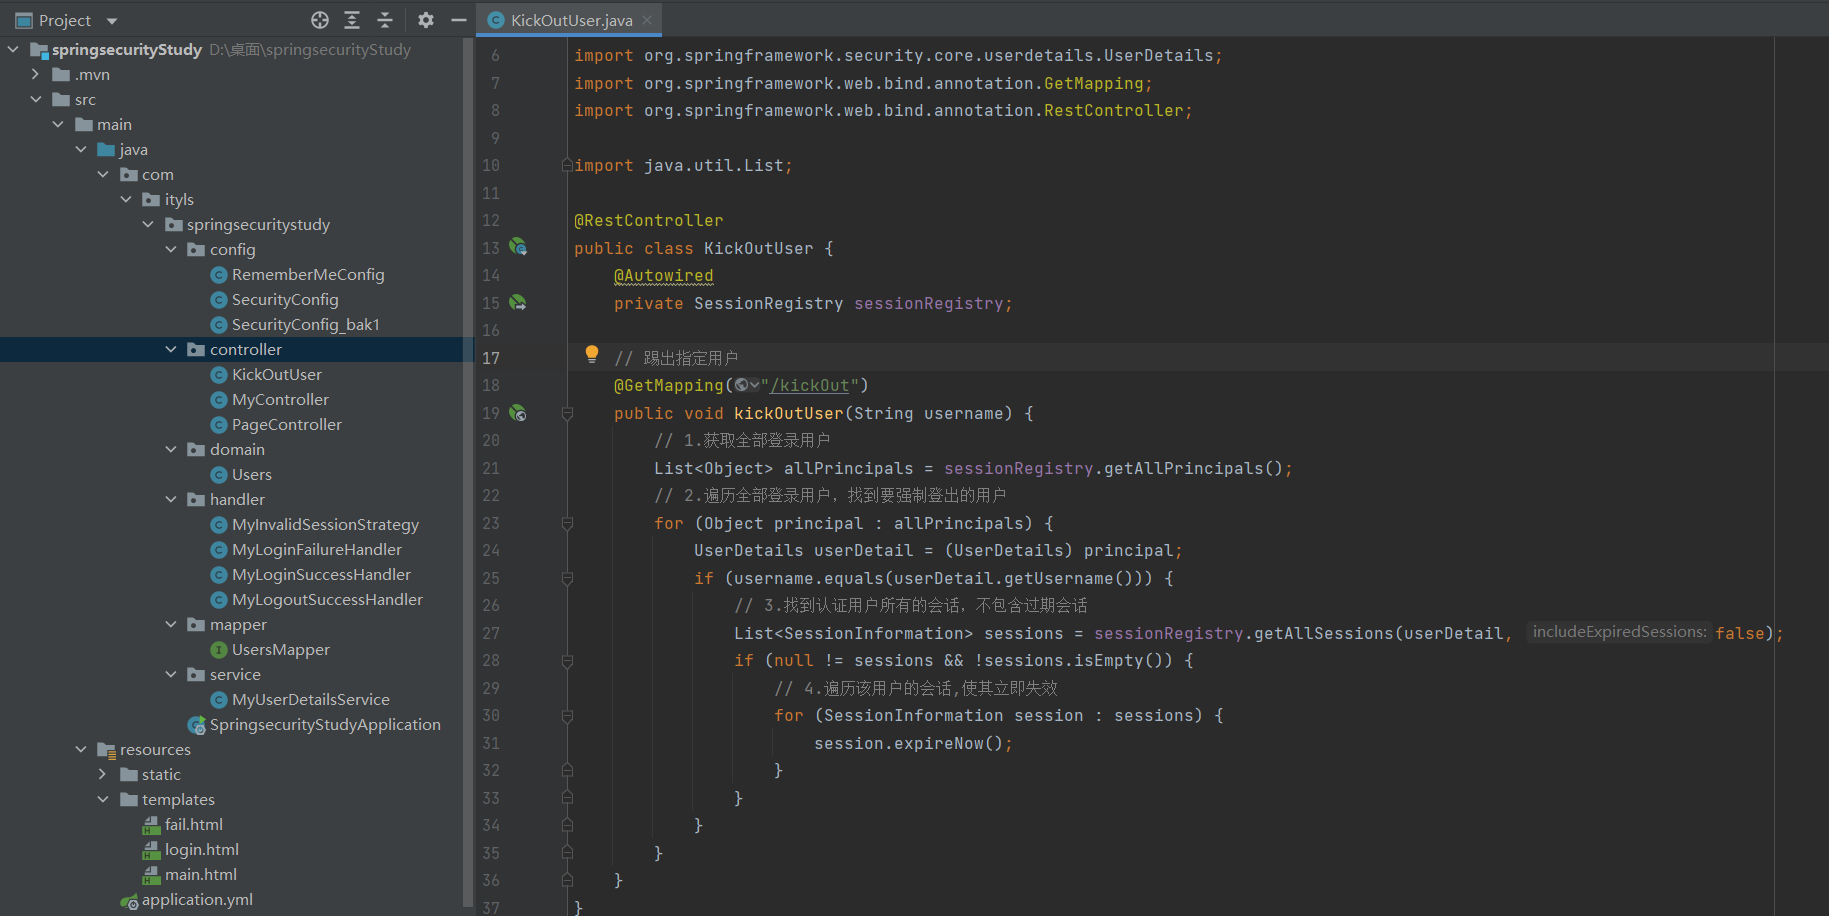 Project
springsecurityStudy D:\桌面\springsecurityStudy
.mvn
src
main
java
com
ityls
springsecuritystudy
config
RememberMeConfig
SecurityConfig
SecurityConfig_bak1
controller
KickOutUser
MyController
PageController
domain
Users
handler
MyInvalidSessionStrategy
MyLoginFailureHandler
MyLoginSuccessHandler
MyLogoutSuccessHandler
mapper
UsersMapper
service
MyUserDetailsService
SpringsecurityStudyApplication
resources
static
templates
fail.html
login.html
main.html
application.yml
KickOutUser.java
6 import org.springframework.security.core.userdetails.UserDetails;
7 import org.springframework.web.bind.annotation.GetMapping;
8 import org.springframework.web.bind.annotation.RestController;
9
10 import java.util.List;
11
12 @RestController
13 public class KickOutUser {
14 @Autowired
15 private SessionRegistry sessionRegistry;
16
17 // 踢出指定用户
18 @GetMapping("/kickOut")
19 public void kickOutUser(String username) {
20 // 1.获取全部登录用户
21 List<Object> allPrincipals = sessionRegistry.getAllPrincipals();
22 // 2.遍历全部登录用户，找到要强制登出的用户
23 for (Object principal : allPrincipals) {
24 UserDetails userDetail = (UserDetails) principal;
25 if (username.equals(userDetail.getUsername())) {
26 // 3.找到认证用户所有的会话，不包含过期会话
27 List<SessionInformation> sessions = sessionRegistry.getAllSessions(userDetail, includeExpiredSessions: false);
28 if (null != sessions && !sessions.isEmpty()) {
29 // 4.遍历该用户的会话,使其立即失效
30 for (SessionInformation session : sessions) {
31 session.expireNow();
32 }
33 }
34 }
35 }
36 }
37 }